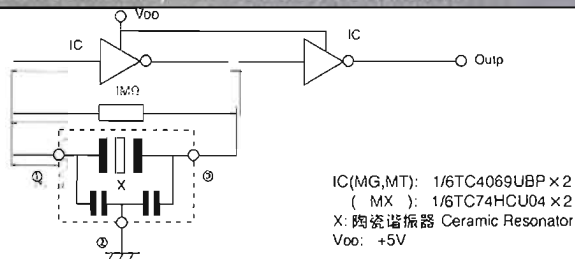 VDD
IC
IC
Outp
1MΩ
①
X
③
②
IC(MG,MT): 1/6TC4069UBP×2
( MX ): 1/6TC74HCU04×2
X: 陶瓷谐振器 Ceramic Resonator
VDD: +5V